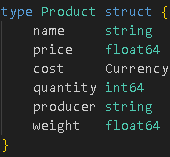 type Product struct {
    name     string
    price    float64
    cost     Currency
    quantity int64
    producer string
    weight   float64
}